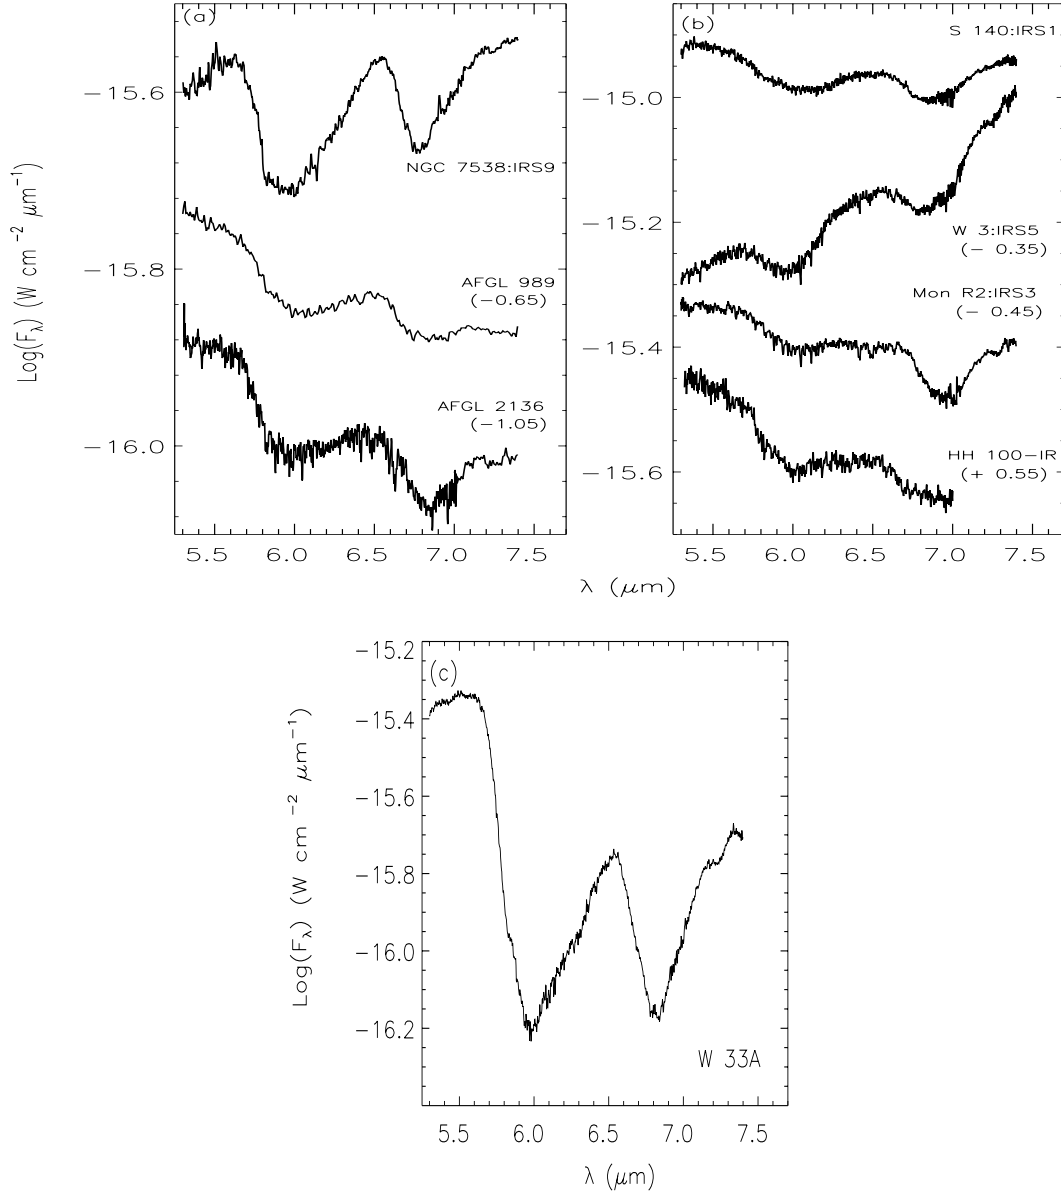 (a)
−15.6
−15.8
−16.0
Log(Fλ) (W cm−2 μm−1)
NGC 7538:IRS9
AFGL 989
(−0.65)
AFGL 2136
(−1.05)
5.5 6.0 6.5 7.0 7.5
(b)
−15.0
−15.2
−15.4
−15.6
S 140:IRS1
W 3:IRS5
(− 0.35)
Mon R2:IRS3
(− 0.45)
HH 100−IR
(+ 0.55)
5.5 6.0 6.5 7.0 7.5
λ (μm)
(c)
−15.2
−15.4
−15.6
−15.8
−16.0
−16.2
Log(Fλ) (W cm−2 μm−1)
W 33A
5.5 6.0 6.5 7.0 7.5
λ (μm)